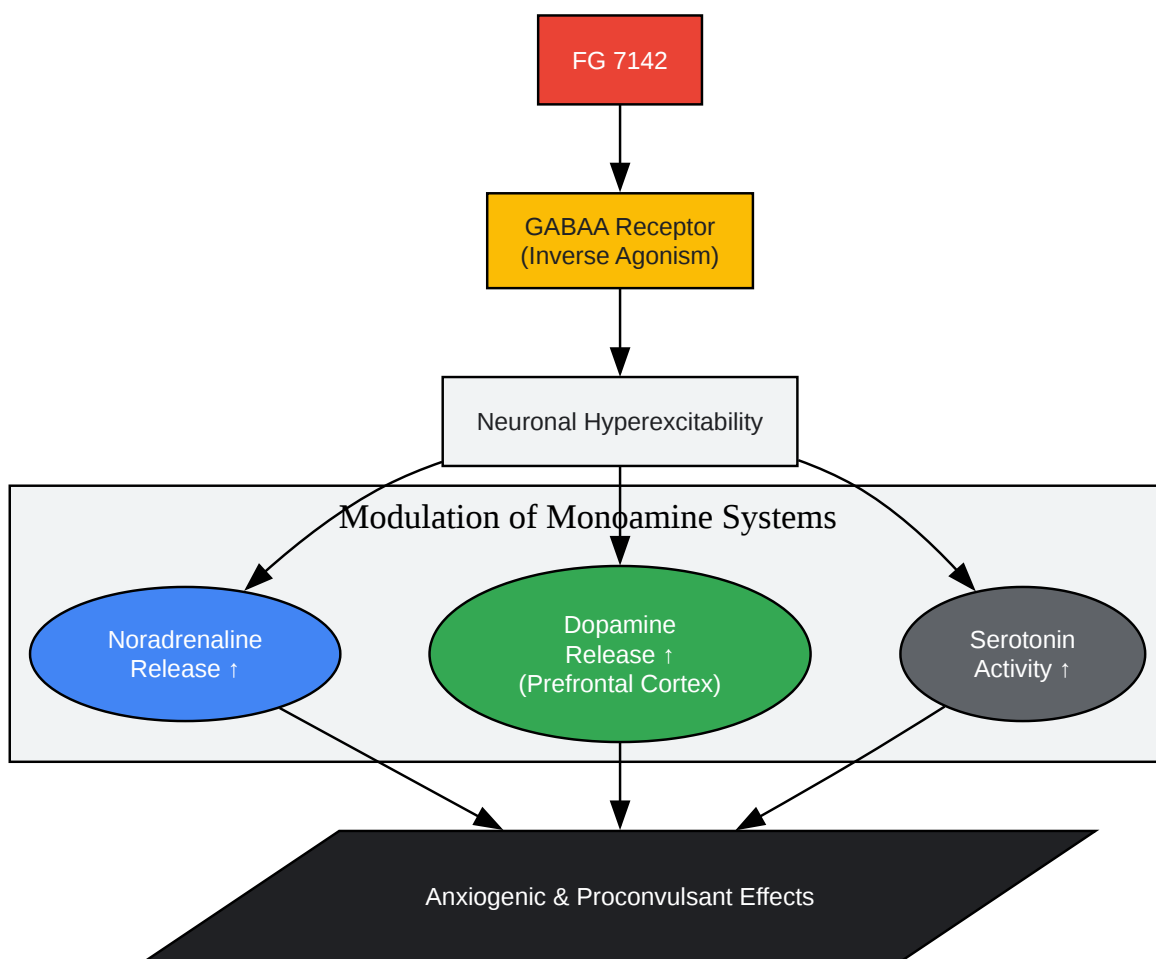 FG 7142
GABAA Receptor
(Inverse Agonism)
Neuronal Hyperexcitability
Modulation of Monoamine Systems
Noradrenaline
Release ↑
Dopamine
Release ↑
(Prefrontal Cortex)
Serotonin
Activity ↑
Anxiogenic & Proconvulsant Effects